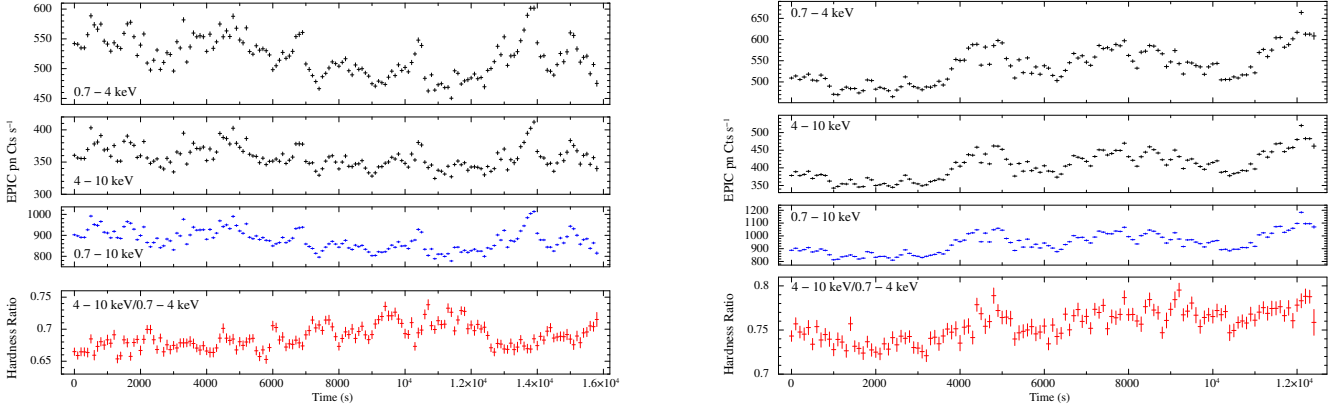 600
550
500
450
0.7 – 4 keV
400
350
300
4 – 10 keV
EPIC pn Cts s⁻¹
1000
900
800
0.7 – 10 keV
0.75
0.7
0.65
4 – 10 keV/0.7 – 4 keV
Hardness Ratio
0 2000 4000 6000 8000 10⁴ 1.2×10⁴ 1.4×10⁴ 1.6×10⁴
Time (s)
650
600
550
500
0.7 – 4 keV
500
450
400
350
4 – 10 keV
EPIC pn Cts s⁻¹
1200
1100
1000
900
800
0.7 – 10 keV
0.8
0.75
0.7
4 – 10 keV/0.7 – 4 keV
Hardness Ratio
0 2000 4000 6000 8000 10⁴ 1.2×10⁴
Time (s)